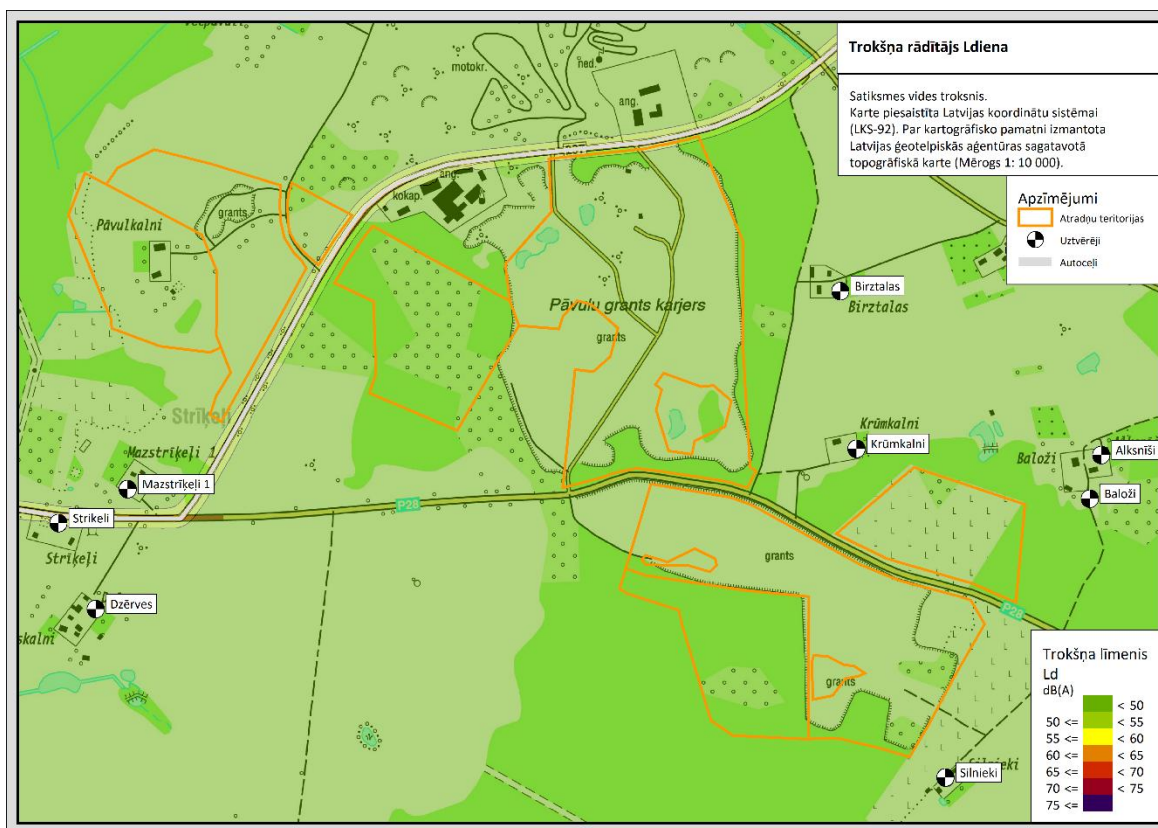 Trokšņa rādītājs Ldiena
Satiksmes vides troksnis.
Karte piesaistīta Latvijas koordinātu sistēmai
(LKS-92). Par kartogrāfisko pamatni izmantota
Latvijas ģeotelpiskās aģentūras sagatavotā
topogrāfiskā karte (Mērogs 1: 10 000).
Apzīmējumi
Atradņu teritorijas
Uztvērēji
Autoceļi
motokr.
ned.
ang.
ang.
kokap.
grants
Pāvulkalni
Pāvulu grants karjers
grants
Birztalas
Birztalas
Strīķeļi
Mazstrīķeļi 1
Mazstrīķeļi 1
Krūmkalni
Krūmkalni
Baloži
Alksnīši
Baloži
P28
Strīķeļi
Strīķeļi
grants
Dzērves
skalni
P28
grants
Silnieki
Silnieki
Trokšņa līmenis
Ld
dB(A)
< 50
50 <= < 55
55 <= < 60
60 <= < 65
65 <= < 70
70 <= < 75
75 <=